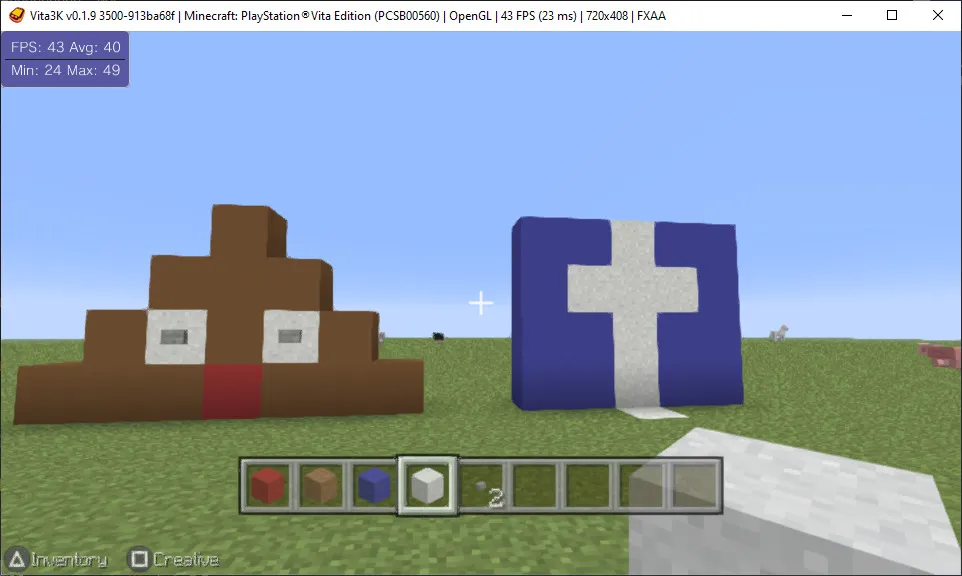 Vita3K v0.1.9 3500-913ba68f | Minecraft: PlayStation®Vita Edition (PCSB00560) | OpenGL | 43 FPS (23 ms) | 720x408 | FXAA
FPS: 43 Avg: 40
Min: 24 Max: 49
2
Inventory Creative